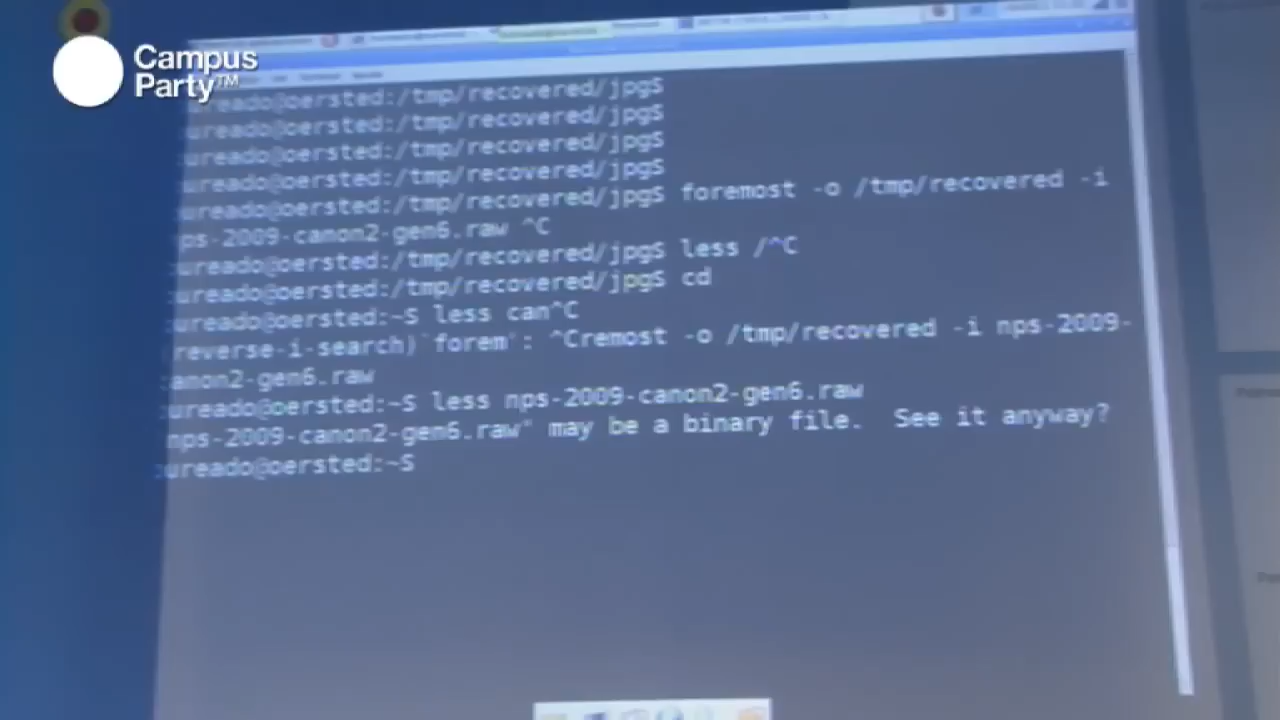 Campus
Party™
ureado@oersted:/tmp/recovered/jpg$
ureado@oersted:/tmp/recovered/jpg$
ureado@oersted:/tmp/recovered/jpg$
ureado@oersted:/tmp/recovered/jpg$
ureado@oersted:/tmp/recovered/jpg$ foremost -o /tmp/recovered -i
ps-2009-canon2-gen6.raw ^C
ureado@oersted:/tmp/recovered/jpg$ less /^C
ureado@oersted:/tmp/recovered/jpg$ cd
ureado@oersted:~$ less can^C
reverse-i-search)`forem': ^Cremost -o /tmp/recovered -i nps-2009-
canon2-gen6.raw
ureado@oersted:~$ less nps-2009-canon2-gen6.raw
nps-2009-canon2-gen6.raw" may be a binary file.  See it anyway?
ureado@oersted:~$